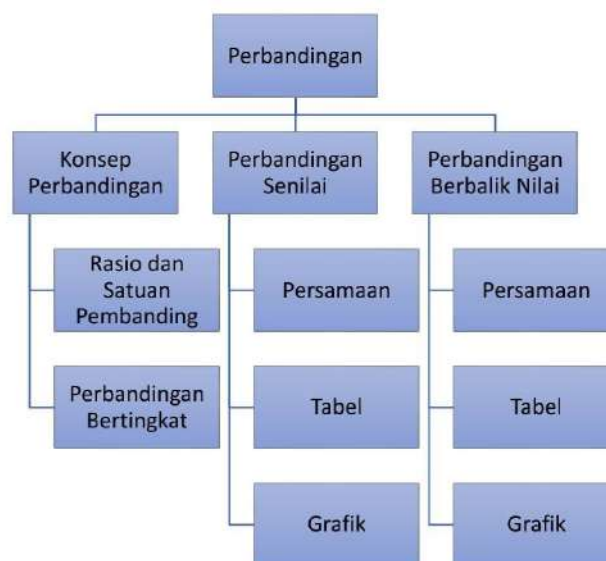 Perbandingan
Konsep
Perbandingan
Perbandingan
Senilai
Perbandingan
Berbalik Nilai
Rasio dan
Satuan
Pembanding
Persamaan
Persamaan
Perbandingan
Bertingkat
Tabel
Tabel
Grafik
Grafik